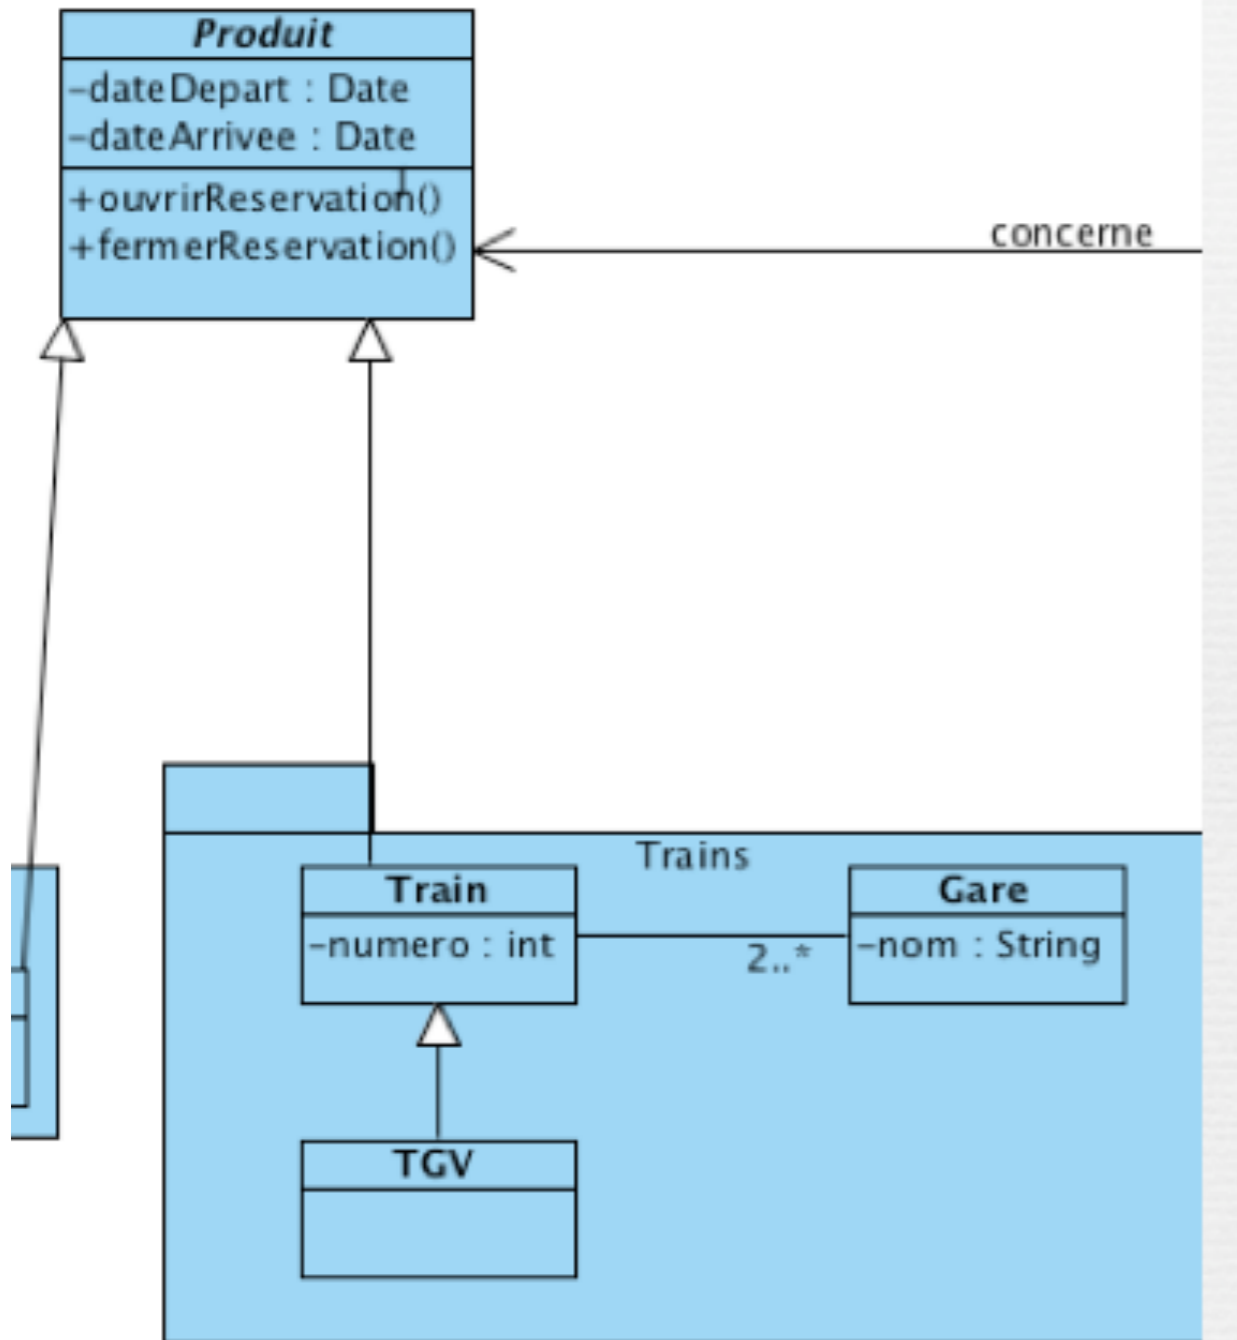 Produit
-dateDepart : Date
-dateArrivee : Date
+ouvrirReservation()
+fermerReservation()
concerne
Trains
Train
Gare
-numero : int
2..*
-nom : String
TGV